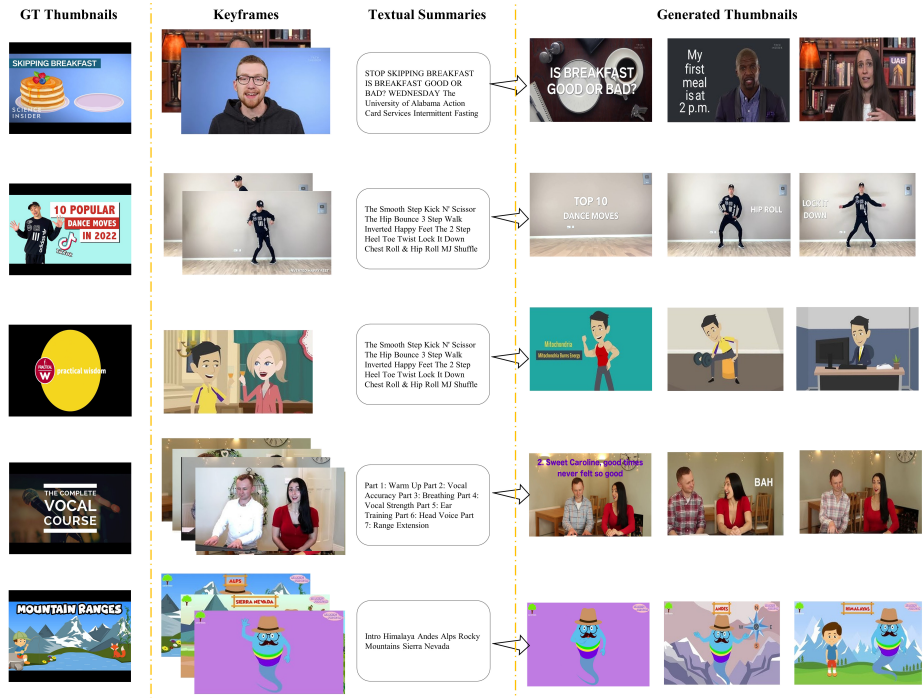 GT Thumbnails
Keyframes
Textual Summaries
Generated Thumbnails
SKIPPING BREAKFAST
SCIENCE
INSIDER
STOP SKIPPING BREAKFAST
IS BREAKFAST GOOD OR
BAD? WEDNESDAY The
University of Alabama Action
Card Services Intermittent Fasting
IS BREAKFAST
GOOD OR BAD?
My
first
meal
is at
2 p.m.
UAB
10 POPULAR
DANCE MOVES
IN 2022
The Smooth Step Kick N' Scissor
The Hip Bounce 3 Step Walk
Inverted Happy Feet The 2 Step
Heel Toe Twist Lock It Down
Chest Roll & Hip Roll MJ Shuffle
TOP 10
DANCE MOVES
HIP ROLL
LOCK IT
DOWN
PRACTICAL
W
practical wisdom
The Smooth Step Kick N' Scissor
The Hip Bounce 3 Step Walk
Inverted Happy Feet The 2 Step
Heel Toe Twist Lock It Down
Chest Roll & Hip Roll MJ Shuffle
Mitochondria
Mitochondria Burns Energy
THE COMPLETE
VOCAL
COURSE
Part 1: Warm Up Part 2: Vocal
Accuracy Part 3: Breathing Part 4:
Vocal Strength Part 5: Ear
Training Part 6: Head Voice Part
7: Range Extension
2. Sweet Caroline, good times
never felt so good
BAH
MOUNTAIN RANGES
ALPS
SIERRA NEVADA
Intro Himalaya Andes Alps Rocky
Mountains Sierra Nevada
ANDES
HIMALAYAS